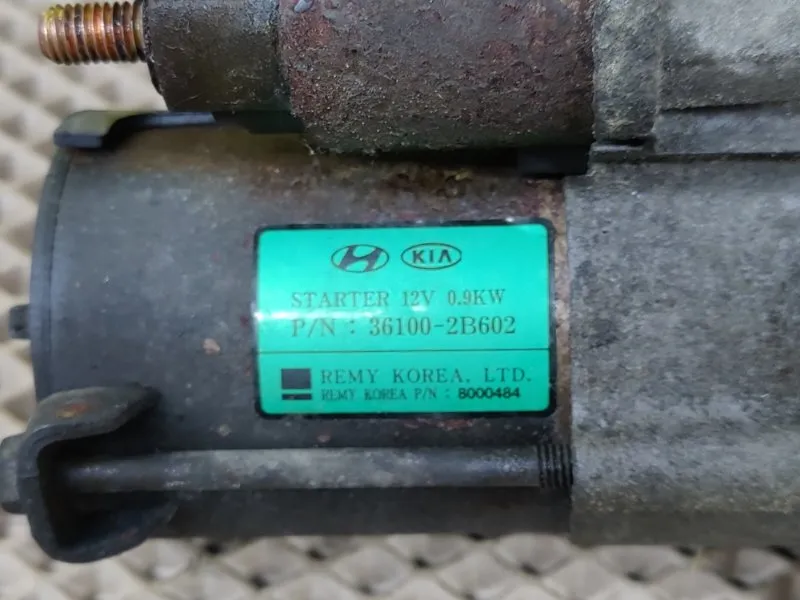 KIA
STARTER 12V 0.9KW
P/N : 36100-2B602
REMY KOREA, LTD.
REMY KOREA P/N : 8000484